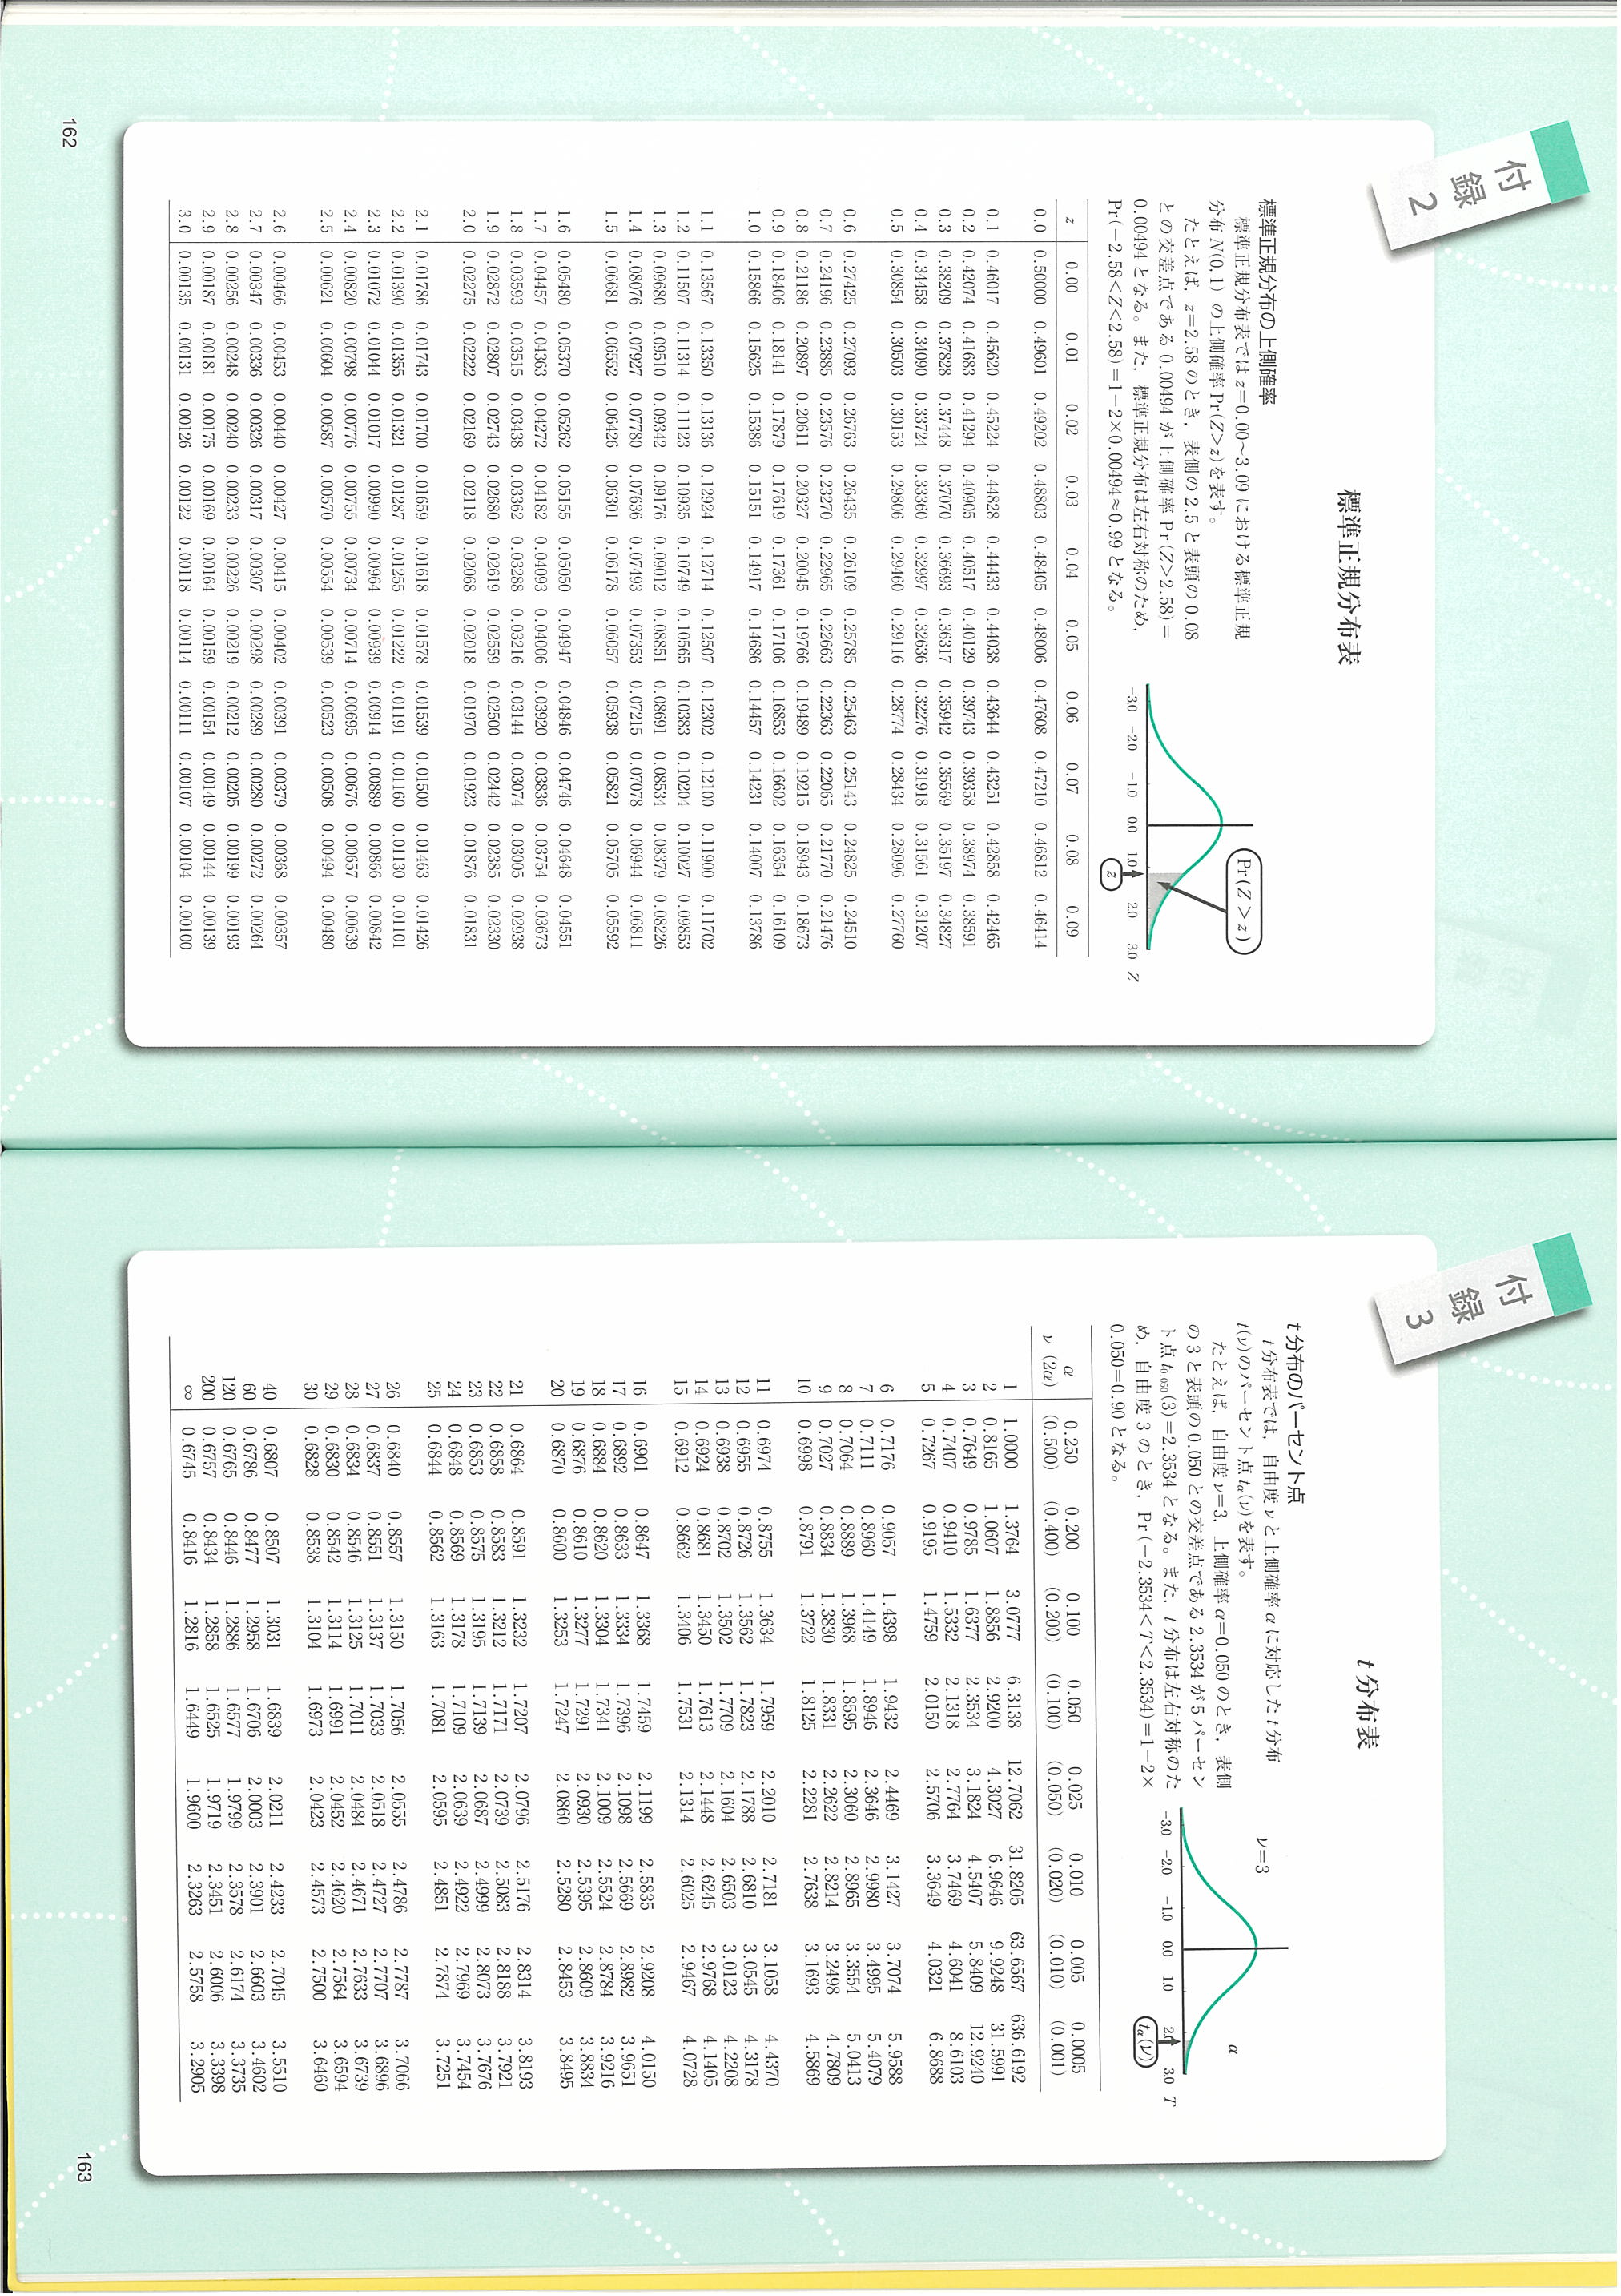 付録2
標準正規分布表
標準正規分布の上側確率
標準正規分布表ではz=0.00〜3.09における標準正規
分布N(0, 1) の上側確率Pr(Z>z)を表す。
たとえば,z=2.58のとき,表側の2.5と表頭の0.08
との交差点である0.00494が上側確率Pr(Z>2.58)=
0.00494となる。また,標準正規分布は左右対称のため,
Pr(−2.58<Z<2.58)=1−2×0.00494≈0.99となる。
Pr(Z>z)
−3.0 −2.0 −1.0 0.0 1.0 2.0 3.0 Z
z
z 0.00 0.01 0.02 0.03 0.04 0.05 0.06 0.07 0.08 0.09
0.0 0.50000 0.49601 0.49202 0.48803 0.48405 0.48006 0.47608 0.47210 0.46812 0.46414
0.1 0.46017 0.45620 0.45224 0.44828 0.44433 0.44038 0.43644 0.43251 0.42858 0.42465
0.2 0.42074 0.41683 0.41294 0.40905 0.40517 0.40129 0.39743 0.39358 0.38974 0.38591
0.3 0.38209 0.37828 0.37448 0.37070 0.36693 0.36317 0.35942 0.35569 0.35197 0.34827
0.4 0.34458 0.34090 0.33724 0.33360 0.32997 0.32636 0.32276 0.31918 0.31561 0.31207
0.5 0.30854 0.30503 0.30153 0.29806 0.29460 0.29116 0.28774 0.28434 0.28096 0.27760
0.6 0.27425 0.27093 0.26763 0.26435 0.26109 0.25785 0.25463 0.25143 0.24825 0.24510
0.7 0.24196 0.23885 0.23576 0.23270 0.22965 0.22663 0.22363 0.22065 0.21770 0.21476
0.8 0.21186 0.20897 0.20611 0.20327 0.20045 0.19766 0.19489 0.19215 0.18943 0.18673
0.9 0.18406 0.18141 0.17879 0.17619 0.17361 0.17106 0.16853 0.16602 0.16354 0.16109
1.0 0.15866 0.15625 0.15386 0.15151 0.14917 0.14686 0.14457 0.14231 0.14007 0.13786
1.1 0.13567 0.13350 0.13136 0.12924 0.12714 0.12507 0.12302 0.12100 0.11900 0.11702
1.2 0.11507 0.11314 0.11123 0.10935 0.10749 0.10565 0.10383 0.10204 0.10027 0.09853
1.3 0.09680 0.09510 0.09342 0.09176 0.09012 0.08851 0.08691 0.08534 0.08379 0.08226
1.4 0.08076 0.07927 0.07780 0.07636 0.07493 0.07353 0.07215 0.07078 0.06944 0.06811
1.5 0.06681 0.06552 0.06426 0.06301 0.06178 0.06057 0.05938 0.05821 0.05705 0.05592
1.6 0.05480 0.05370 0.05262 0.05155 0.05050 0.04947 0.04846 0.04746 0.04648 0.04551
1.7 0.04457 0.04363 0.04272 0.04182 0.04093 0.04006 0.03920 0.03836 0.03754 0.03673
1.8 0.03593 0.03515 0.03438 0.03362 0.03288 0.03216 0.03144 0.03074 0.03005 0.02938
1.9 0.02872 0.02807 0.02743 0.02680 0.02619 0.02559 0.02500 0.02442 0.02385 0.02330
2.0 0.02275 0.02222 0.02169 0.02118 0.02068 0.02018 0.01970 0.01923 0.01876 0.01831
2.1 0.01786 0.01743 0.01700 0.01659 0.01618 0.01578 0.01539 0.01500 0.01463 0.01426
2.2 0.01390 0.01355 0.01321 0.01287 0.01255 0.01222 0.01191 0.01160 0.01130 0.01101
2.3 0.01072 0.01044 0.01017 0.00990 0.00964 0.00939 0.00914 0.00889 0.00866 0.00842
2.4 0.00820 0.00798 0.00776 0.00755 0.00734 0.00714 0.00695 0.00676 0.00657 0.00639
2.5 0.00621 0.00604 0.00587 0.00570 0.00554 0.00539 0.00523 0.00508 0.00494 0.00480
2.6 0.00466 0.00453 0.00440 0.00427 0.00415 0.00402 0.00391 0.00379 0.00368 0.00357
2.7 0.00347 0.00336 0.00326 0.00317 0.00307 0.00298 0.00289 0.00280 0.00272 0.00264
2.8 0.00256 0.00248 0.00240 0.00233 0.00226 0.00219 0.00212 0.00205 0.00199 0.00193
2.9 0.00187 0.00181 0.00175 0.00169 0.00164 0.00159 0.00154 0.00149 0.00144 0.00139
3.0 0.00135 0.00131 0.00126 0.00122 0.00118 0.00114 0.00111 0.00107 0.00104 0.00100
162
付録3
t分布表
t分布のパーセント点
t分布表では,自由度νと上側確率αに対応したt分布
t(ν)のパーセント点tα(ν)を表す。
たとえば,自由度ν=3,上側確率α=0.050のとき,表側
の3と表頭の0.050との交差点である2.3534が5パーセン
ト点t0.050(3)=2.3534となる。また,t分布は左右対称のた
め,自由度3のとき,Pr(−2.3534<T<2.3534)=1−2×
0.050=0.90となる。
ν=3
α
−3.0 −2.0 −1.0 0.0 1.0 2.0 3.0 T
tα(ν)
α 0.250 0.200 0.100 0.050 0.025 0.010 0.005 0.0005
ν (2α) (0.500) (0.400) (0.200) (0.100) (0.050) (0.020) (0.010) (0.001)
1 1.0000 1.3764 3.0777 6.3138 12.7062 31.8205 63.6567 636.6192
2 0.8165 1.0607 1.8856 2.9200 4.3027 6.9646 9.9248 31.5991
3 0.7649 0.9785 1.6377 2.3534 3.1824 4.5407 5.8409 12.9240
4 0.7407 0.9410 1.5332 2.1318 2.7764 3.7469 4.6041 8.6103
5 0.7267 0.9195 1.4759 2.0150 2.5706 3.3649 4.0321 6.8688
6 0.7176 0.9057 1.4398 1.9432 2.4469 3.1427 3.7074 5.9588
7 0.7111 0.8960 1.4149 1.8946 2.3646 2.9980 3.4995 5.4079
8 0.7064 0.8889 1.3968 1.8595 2.3060 2.8965 3.3554 5.0413
9 0.7027 0.8834 1.3830 1.8331 2.2622 2.8214 3.2498 4.7809
10 0.6998 0.8791 1.3722 1.8125 2.2281 2.7638 3.1693 4.5869
11 0.6974 0.8755 1.3634 1.7959 2.2010 2.7181 3.1058 4.4370
12 0.6955 0.8726 1.3562 1.7823 2.1788 2.6810 3.0545 4.3178
13 0.6938 0.8702 1.3502 1.7709 2.1604 2.6503 3.0123 4.2208
14 0.6924 0.8681 1.3450 1.7613 2.1448 2.6245 2.9768 4.1405
15 0.6912 0.8662 1.3406 1.7531 2.1314 2.6025 2.9467 4.0728
16 0.6901 0.8647 1.3368 1.7459 2.1199 2.5835 2.9208 4.0150
17 0.6892 0.8633 1.3334 1.7396 2.1098 2.5669 2.8982 3.9651
18 0.6884 0.8620 1.3304 1.7341 2.1009 2.5524 2.8784 3.9216
19 0.6876 0.8610 1.3277 1.7291 2.0930 2.5395 2.8609 3.8834
20 0.6870 0.8600 1.3253 1.7247 2.0860 2.5280 2.8453 3.8495
21 0.6864 0.8591 1.3232 1.7207 2.0796 2.5176 2.8314 3.8193
22 0.6858 0.8583 1.3212 1.7171 2.0739 2.5083 2.8188 3.7921
23 0.6853 0.8575 1.3195 1.7139 2.0687 2.4999 2.8073 3.7676
24 0.6848 0.8569 1.3178 1.7109 2.0639 2.4922 2.7969 3.7454
25 0.6844 0.8562 1.3163 1.7081 2.0595 2.4851 2.7874 3.7251
26 0.6840 0.8557 1.3150 1.7056 2.0555 2.4786 2.7787 3.7066
27 0.6837 0.8551 1.3137 1.7033 2.0518 2.4727 2.7707 3.6896
28 0.6834 0.8546 1.3125 1.7011 2.0484 2.4671 2.7633 3.6739
29 0.6830 0.8542 1.3114 1.6991 2.0452 2.4620 2.7564 3.6594
30 0.6828 0.8538 1.3104 1.6973 2.0423 2.4573 2.7500 3.6460
40 0.6807 0.8507 1.3031 1.6839 2.0211 2.4233 2.7045 3.5510
60 0.6786 0.8477 1.2958 1.6706 2.0003 2.3901 2.6603 3.4602
120 0.6765 0.8446 1.2886 1.6577 1.9799 2.3578 2.6174 3.3735
200 0.6757 0.8434 1.2858 1.6525 1.9719 2.3451 2.6006 3.3398
∞ 0.6745 0.8416 1.2816 1.6449 1.9600 2.3263 2.5758 3.2905
163